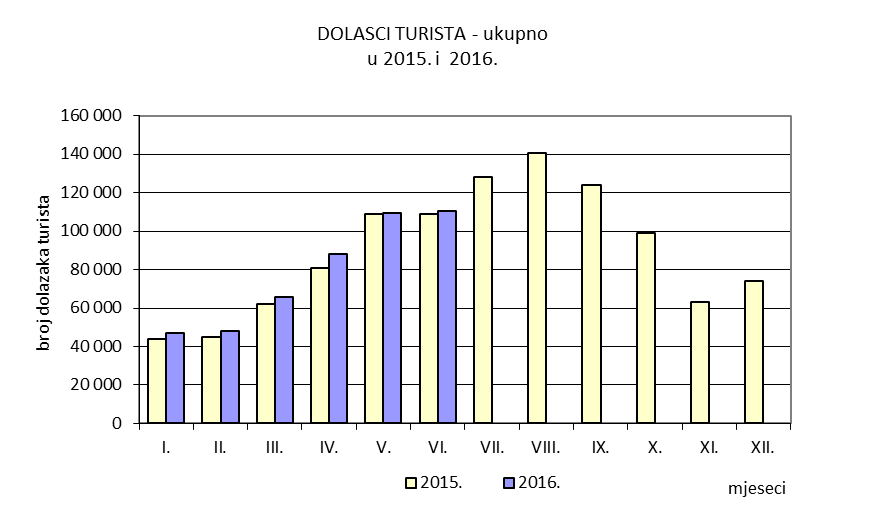 DOLASCI TURISTA - ukupno
u 2015. i  2016.
160 000
140 000
120 000
100 000
80 000
60 000
40 000
20 000
0
broj dolazaka turista
I. II. III. IV. V. VI. VII. VIII. IX. X. XI. XII.
2015. 2016.
mjeseci